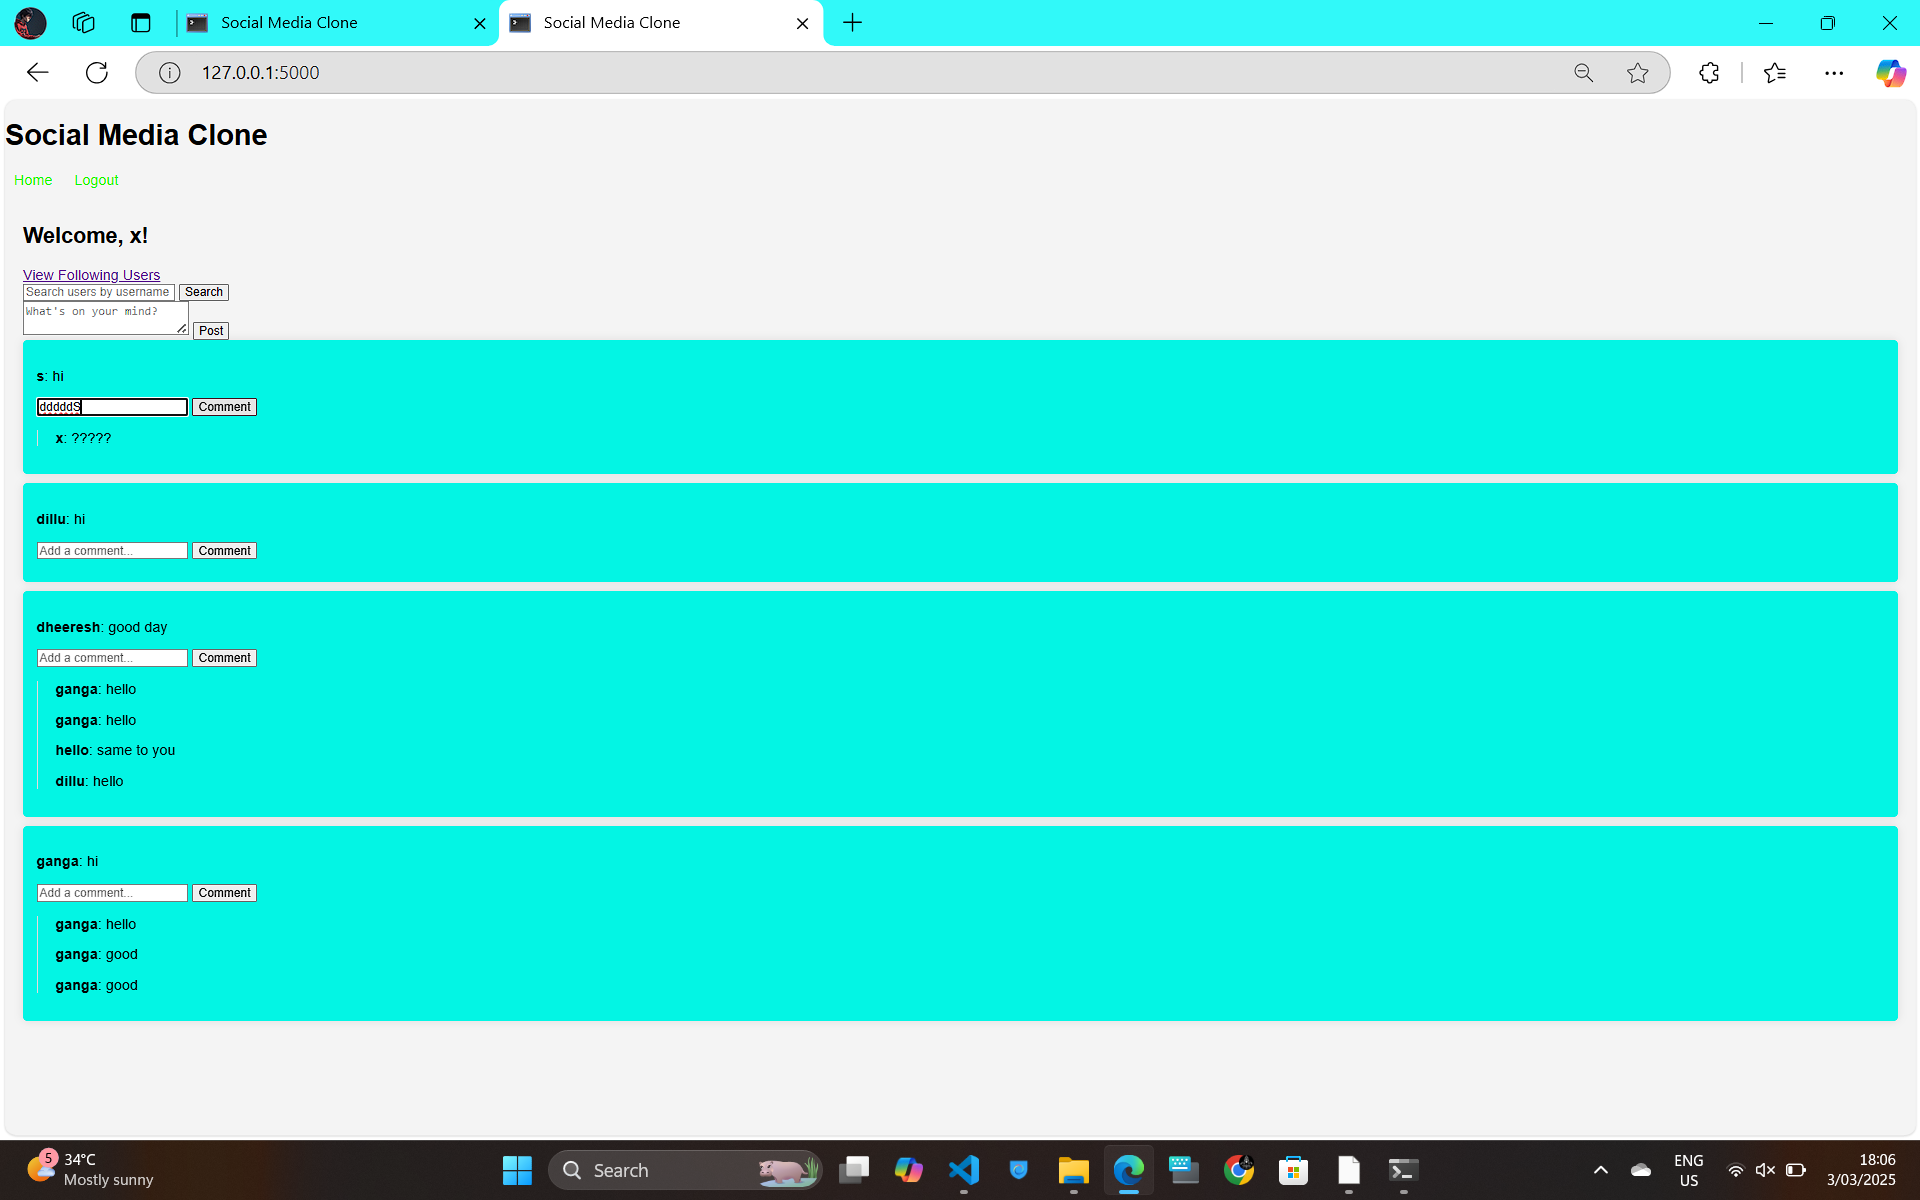 Social Media Clone
Social Media Clone
127.0.0.1:5000
Social Media Clone
Home Logout
Welcome, x!
View Following Users
Search users by username Search
What's on your mind? Post
s: hi
dddddS Comment
x: ?????
dillu: hi
Add a comment... Comment
dheeresh: good day
Add a comment... Comment
ganga: hello
ganga: hello
hello: same to you
dillu: hello
ganga: hi
Add a comment... Comment
ganga: hello
ganga: good
ganga: good
5
34°C
Mostly sunny
Search
ENG
US
18:06
3/03/2025